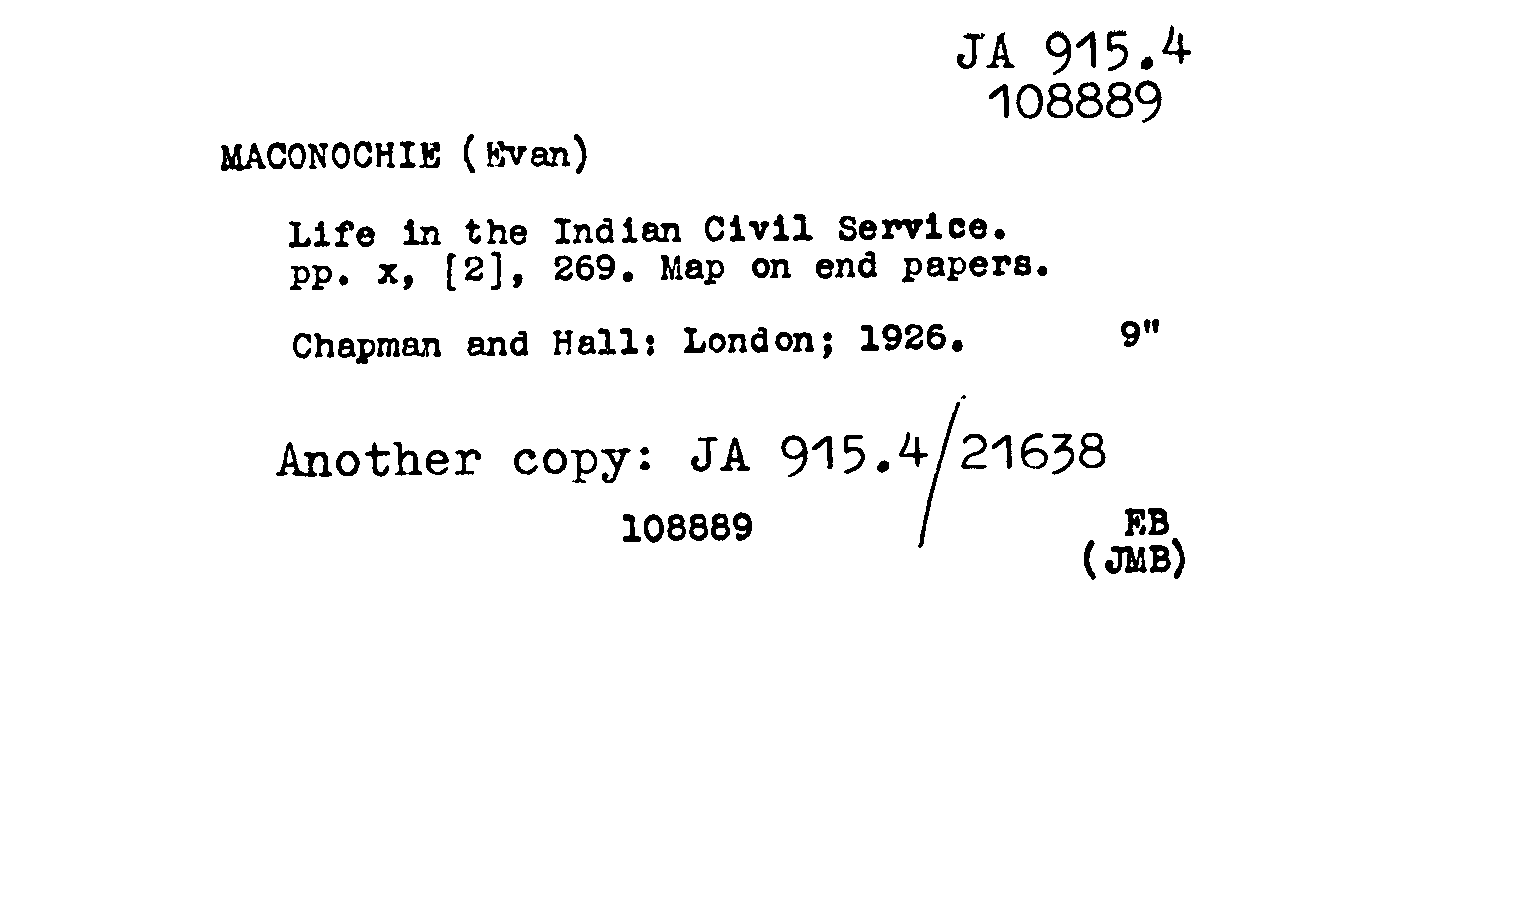 JA 915.4
108889
MACONOCHIE (Evan)
Life in the Indian Civil Service.
pp. x, [2], 269. Map on end papers.
Chapman and Hall: London; 1926. 9"
Another copy: JA 915.4/21638
108889
EB
(JMB)